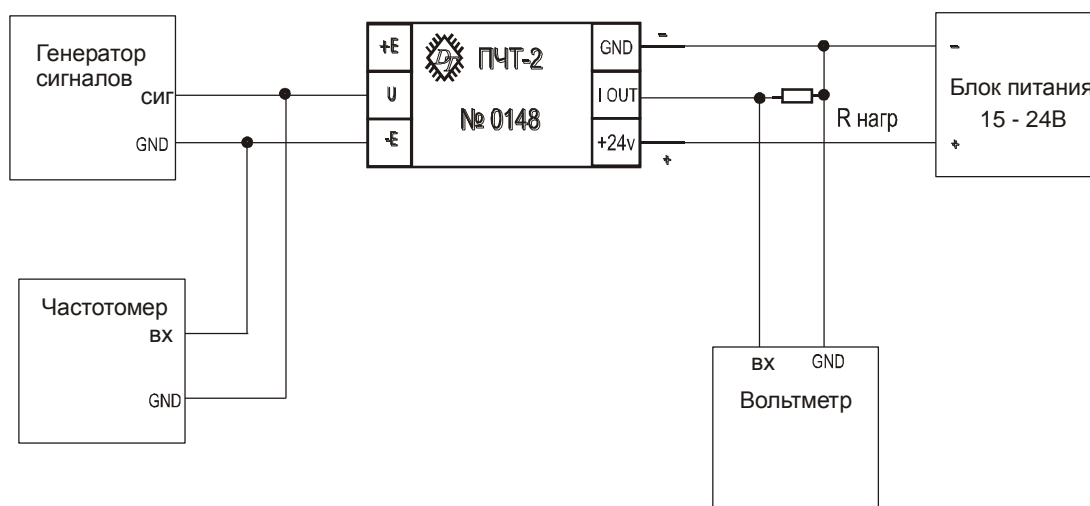 Генератор
сигналов
сиг
GND
+E
U
-E
ПЧТ-2
№ 0148
GND
I OUT
+24v
-
+
R нагр
-
Блок питания
15 - 24В
+
Частотомер
вх
GND
вх GND
Вольтметр